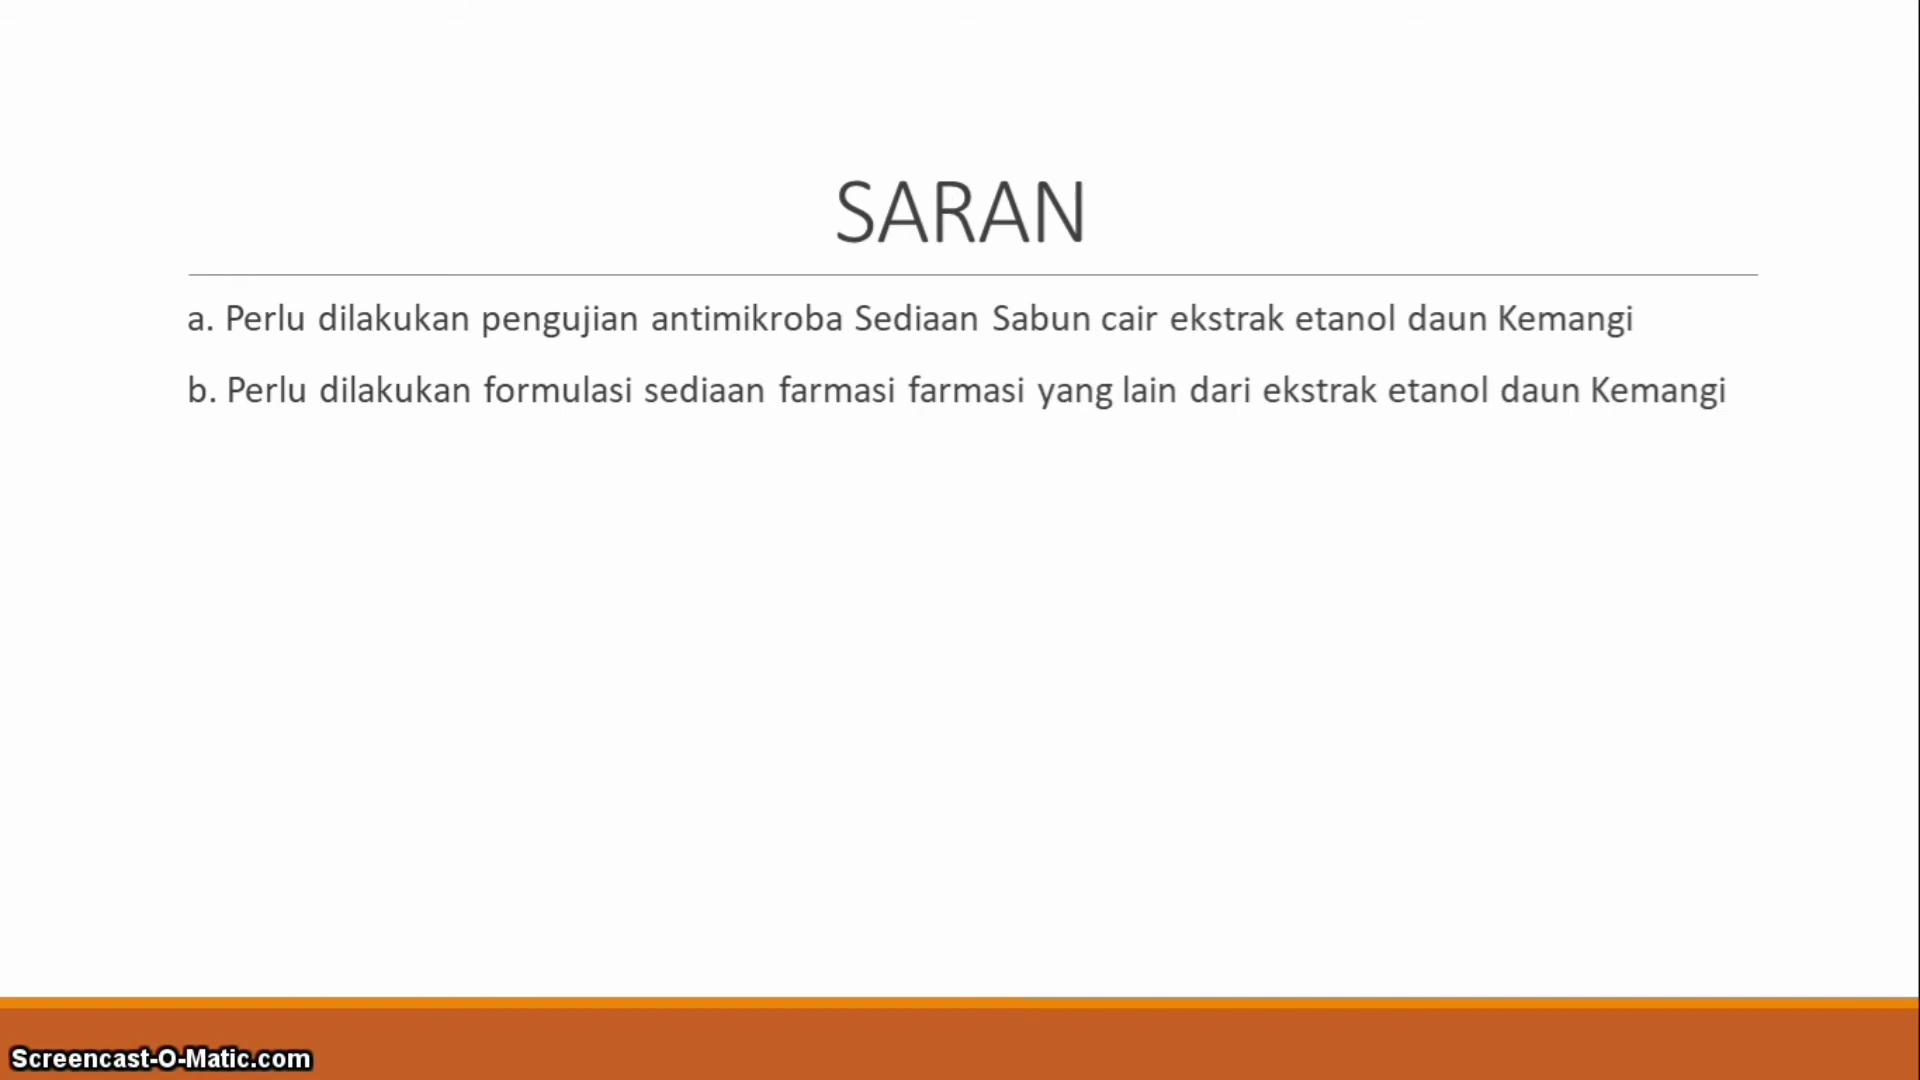 SARAN
a. Perlu dilakukan pengujian antimikroba Sediaan Sabun cair ekstrak etanol daun Kemangi
b. Perlu dilakukan formulasi sediaan farmasi farmasi yang lain dari ekstrak etanol daun Kemangi
Screencast-O-Matic.com